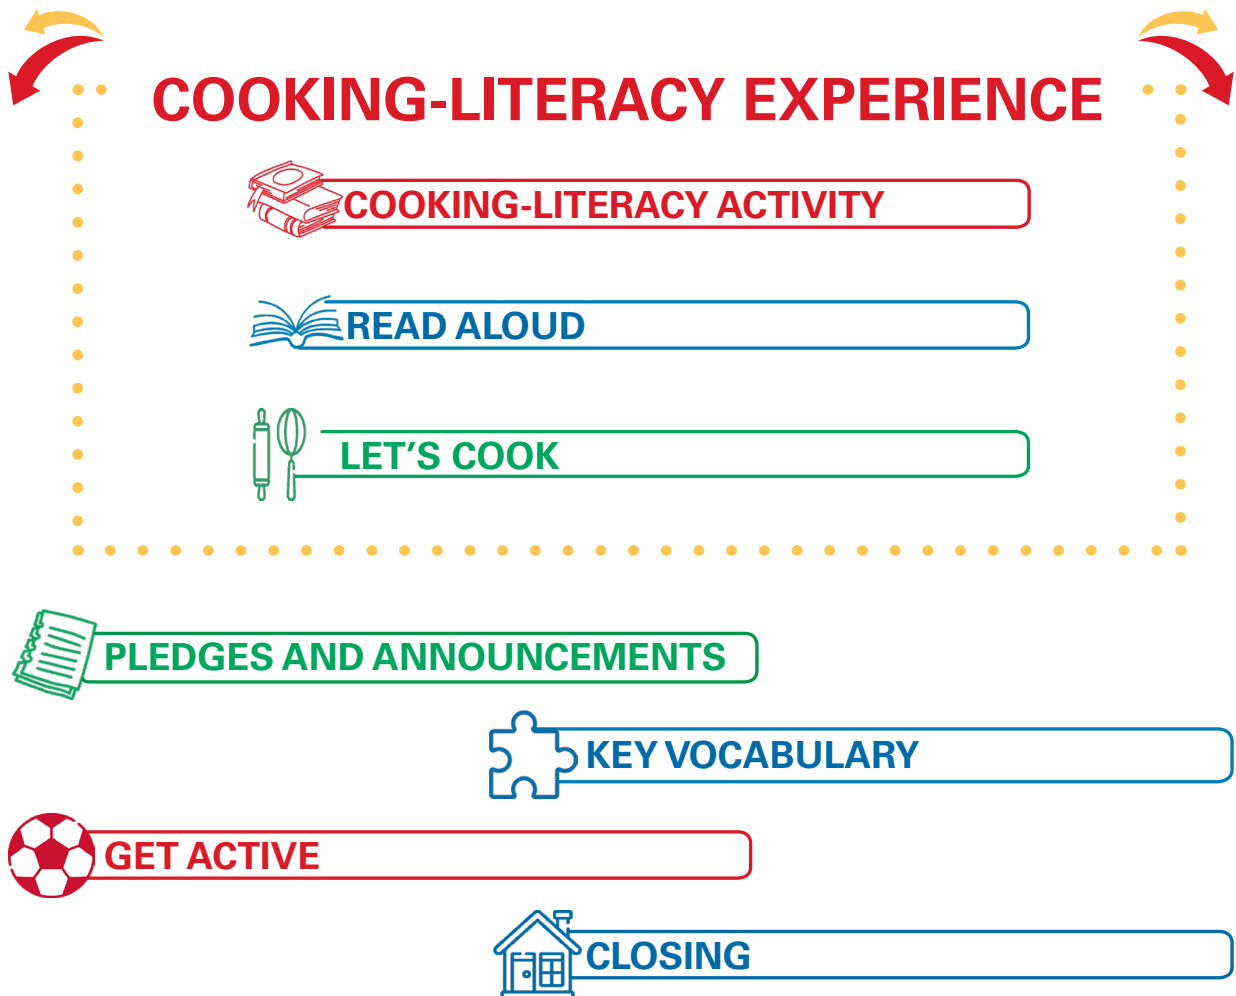 COOKING-LITERACY EXPERIENCE
COOKING-LITERACY ACTIVITY
READ ALOUD
LET'S COOK
PLEDGES AND ANNOUNCEMENTS
KEY VOCABULARY
GET ACTIVE
CLOSING